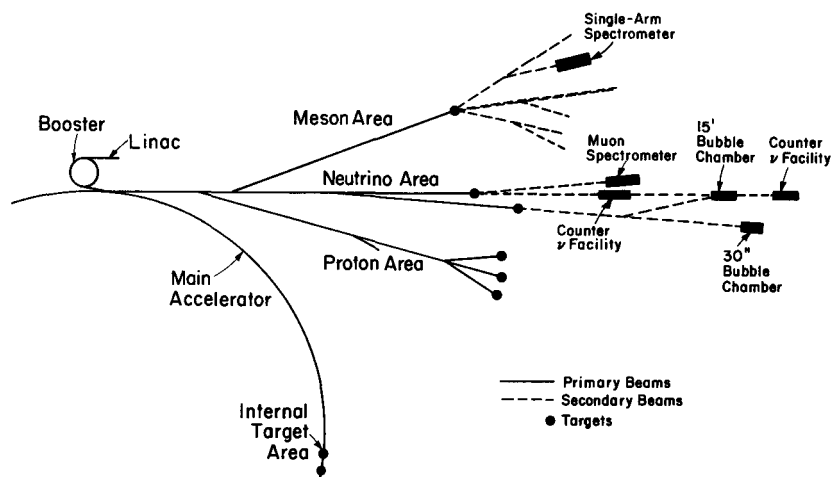 Single-Arm
Spectrometer
Meson Area
Booster
Linac
15'
Bubble
Chamber
Counter
ν Facility
Muon
Spectrometer
Neutrino Area
Counter
ν Facility
30"
Bubble
Chamber
Proton Area
Main
Accelerator
Primary Beams
Secondary Beams
Targets
Internal
Target
Area